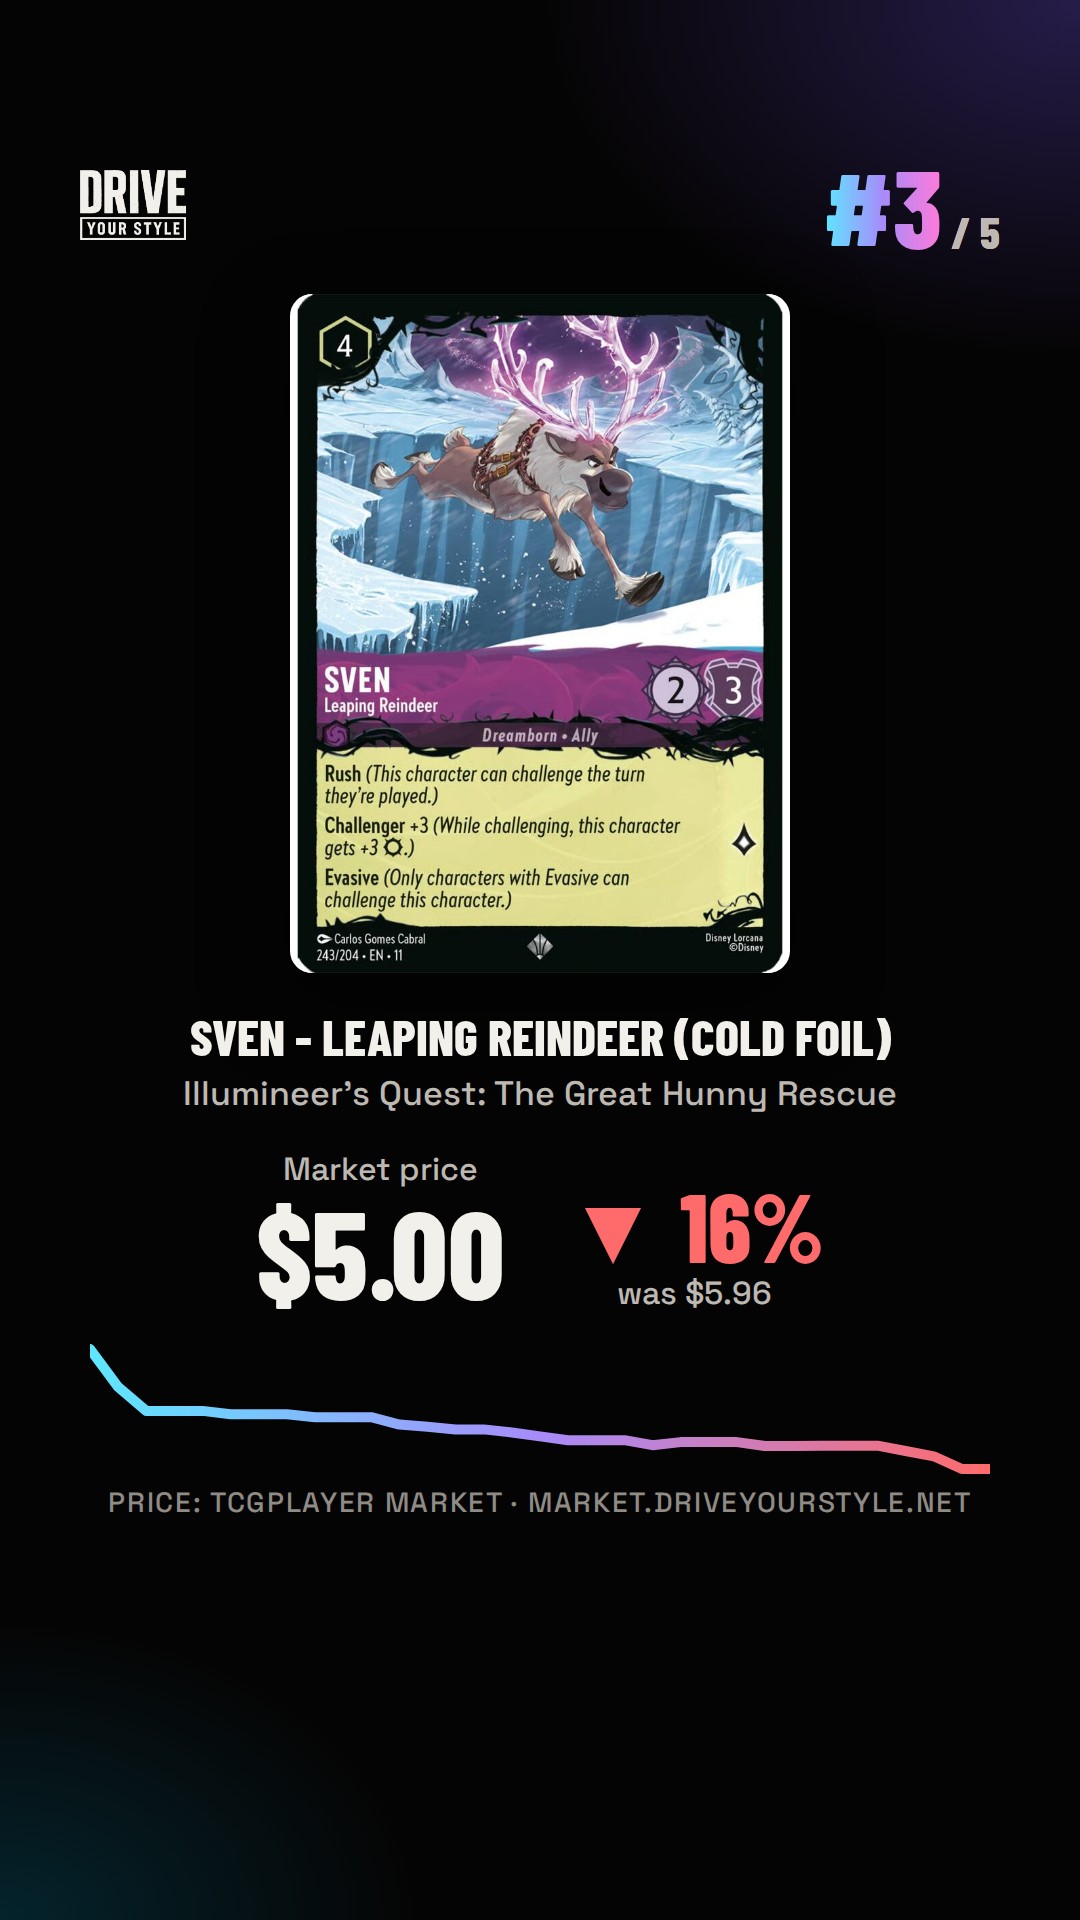 DRIVE
YOUR STYLE
#3 / 5
4
SVEN
Leaping Reindeer
2 3
Dreamborn • Ally
Rush (This character can challenge the turn
they're played.)
Challenger +3 (While challenging, this character
gets +3 .)
Evasive (Only characters with Evasive can
challenge this character.)
Carlos Gomes Cabral
243/204 • EN • 11
Disney Lorcana
©Disney
SVEN - LEAPING REINDEER (COLD FOIL)
Illumineer's Quest: The Great Hunny Rescue
Market price
$5.00
▼ 16%
was $5.96
PRICE: TCGPLAYER MARKET · MARKET.DRIVEYOURSTYLE.NET